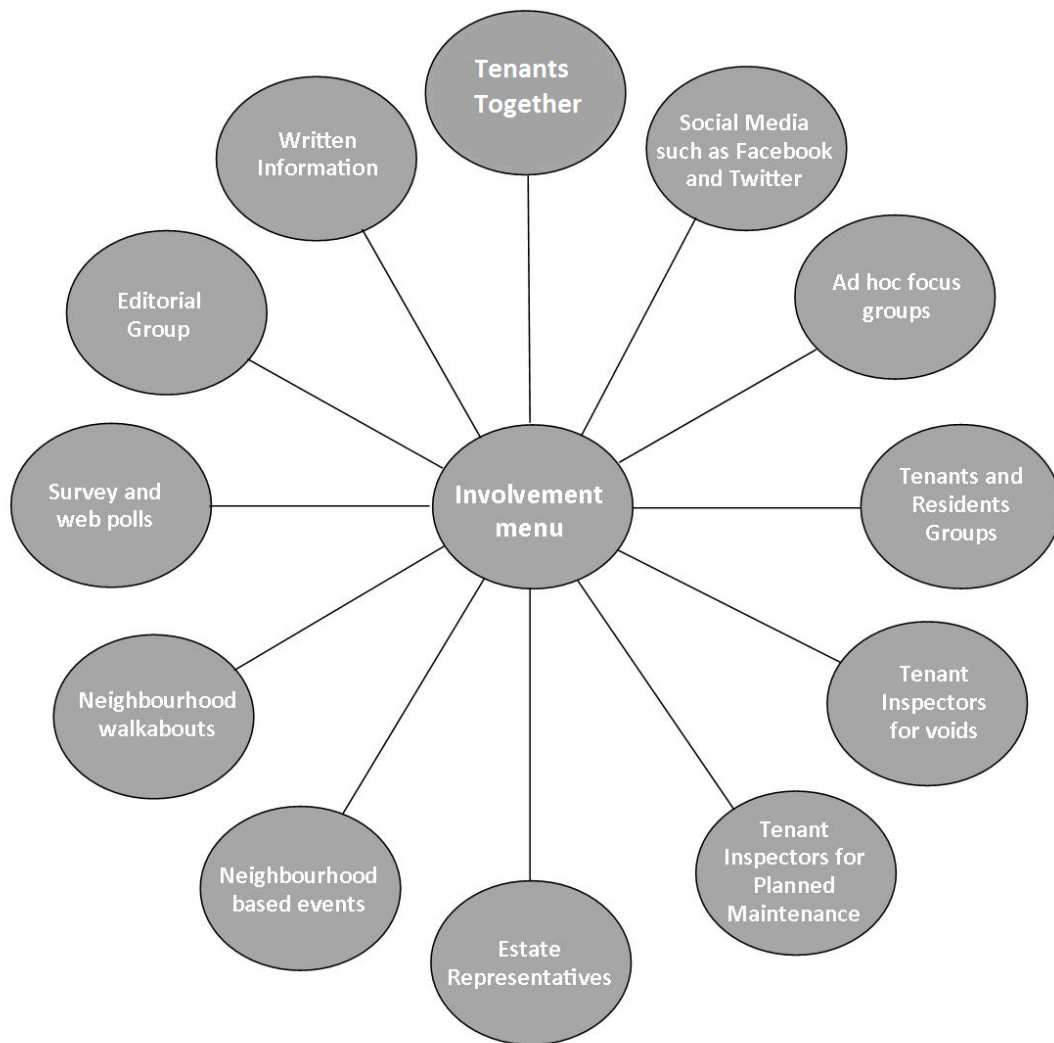 Tenants
Together
Social Media
such as Facebook
and Twitter
Ad hoc focus
groups
Tenants and
Residents
Groups
Tenant
Inspectors
for voids
Tenant
Inspectors for
Planned
Maintenance
Estate
Representatives
Neighbourhood
based events
Neighbourhood
walkabouts
Survey and
web polls
Editorial
Group
Written
Information
Involvement
menu